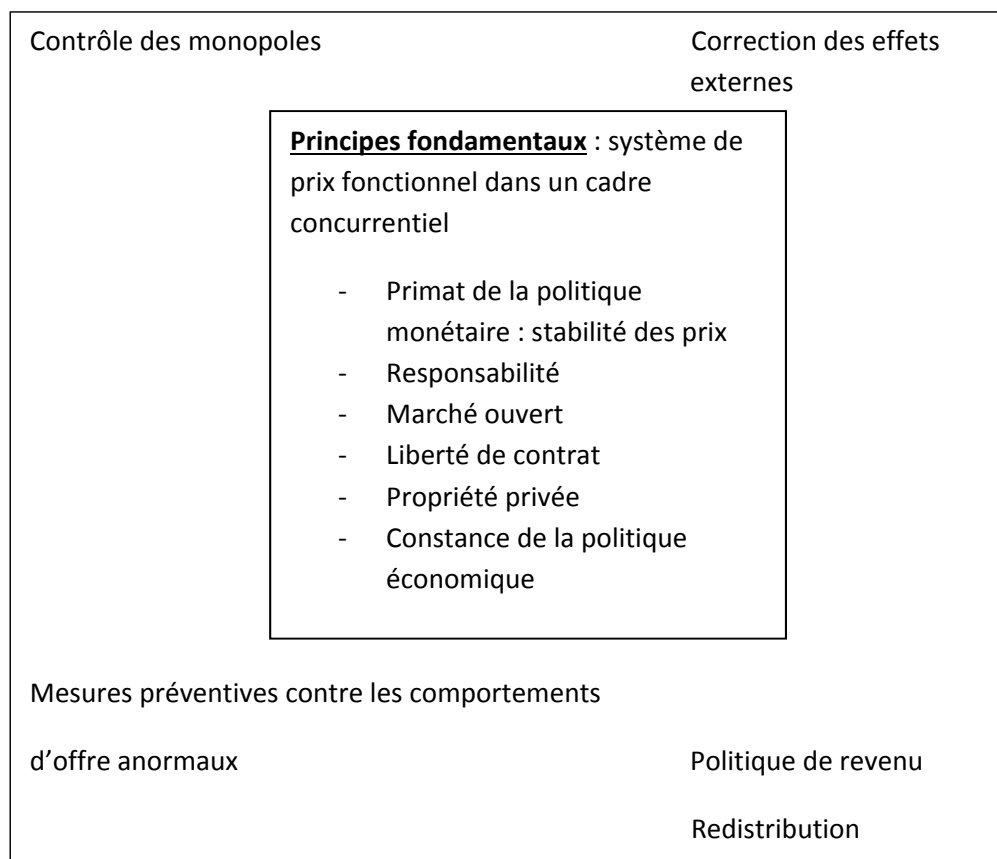 Contrôle des monopoles
Correction des effets
externes
Principes fondamentaux : système de
prix fonctionnel dans un cadre
concurrentiel
- Primat de la politique
monétaire : stabilité des prix
- Responsabilité
- Marché ouvert
- Liberté de contrat
- Propriété privée
- Constance de la politique
économique
Mesures préventives contre les comportements
d’offre anormaux
Politique de revenu
Redistribution